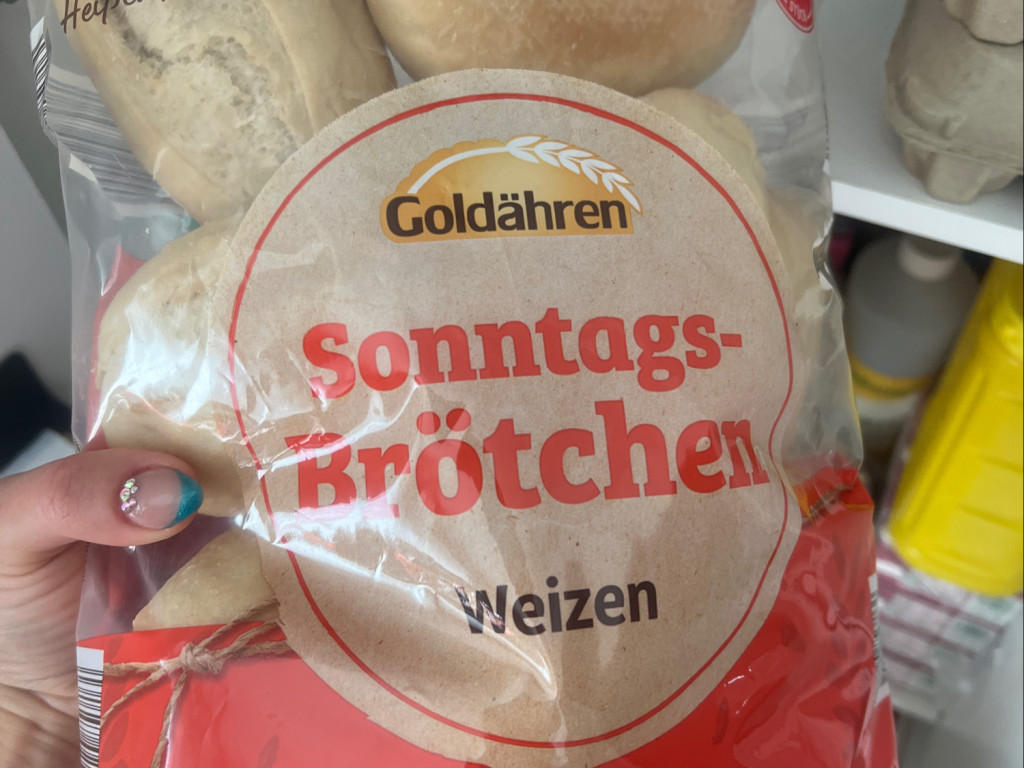 Goldähren
Sonntags-
Brötchen
Weizen